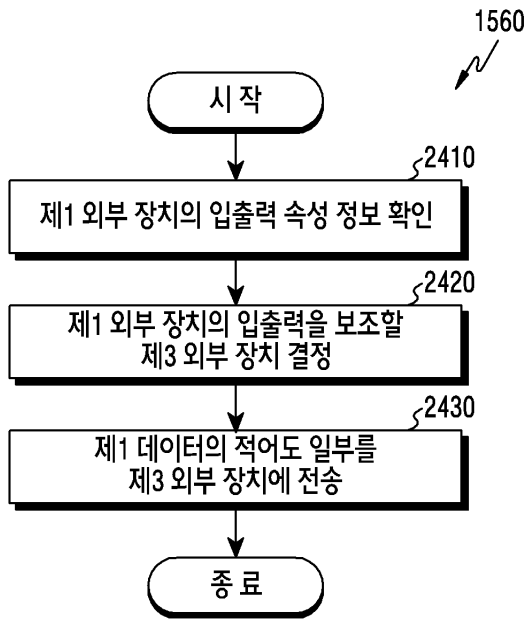 1560
시 작
2410
제1 외부 장치의 입출력 속성 정보 확인
2420
제1 외부 장치의 입출력을 보조할
제3 외부 장치 결정
2430
제1 데이터의 적어도 일부를
제3 외부 장치에 전송
종 료